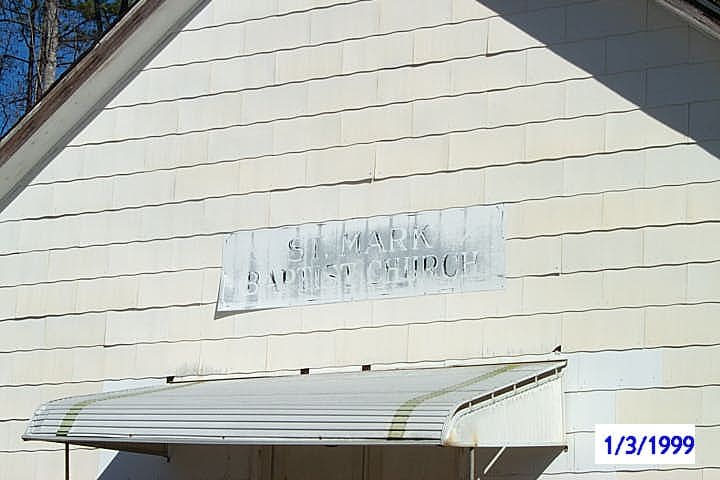 ST. MARK
BAPTIST CHURCH
1/3/1999